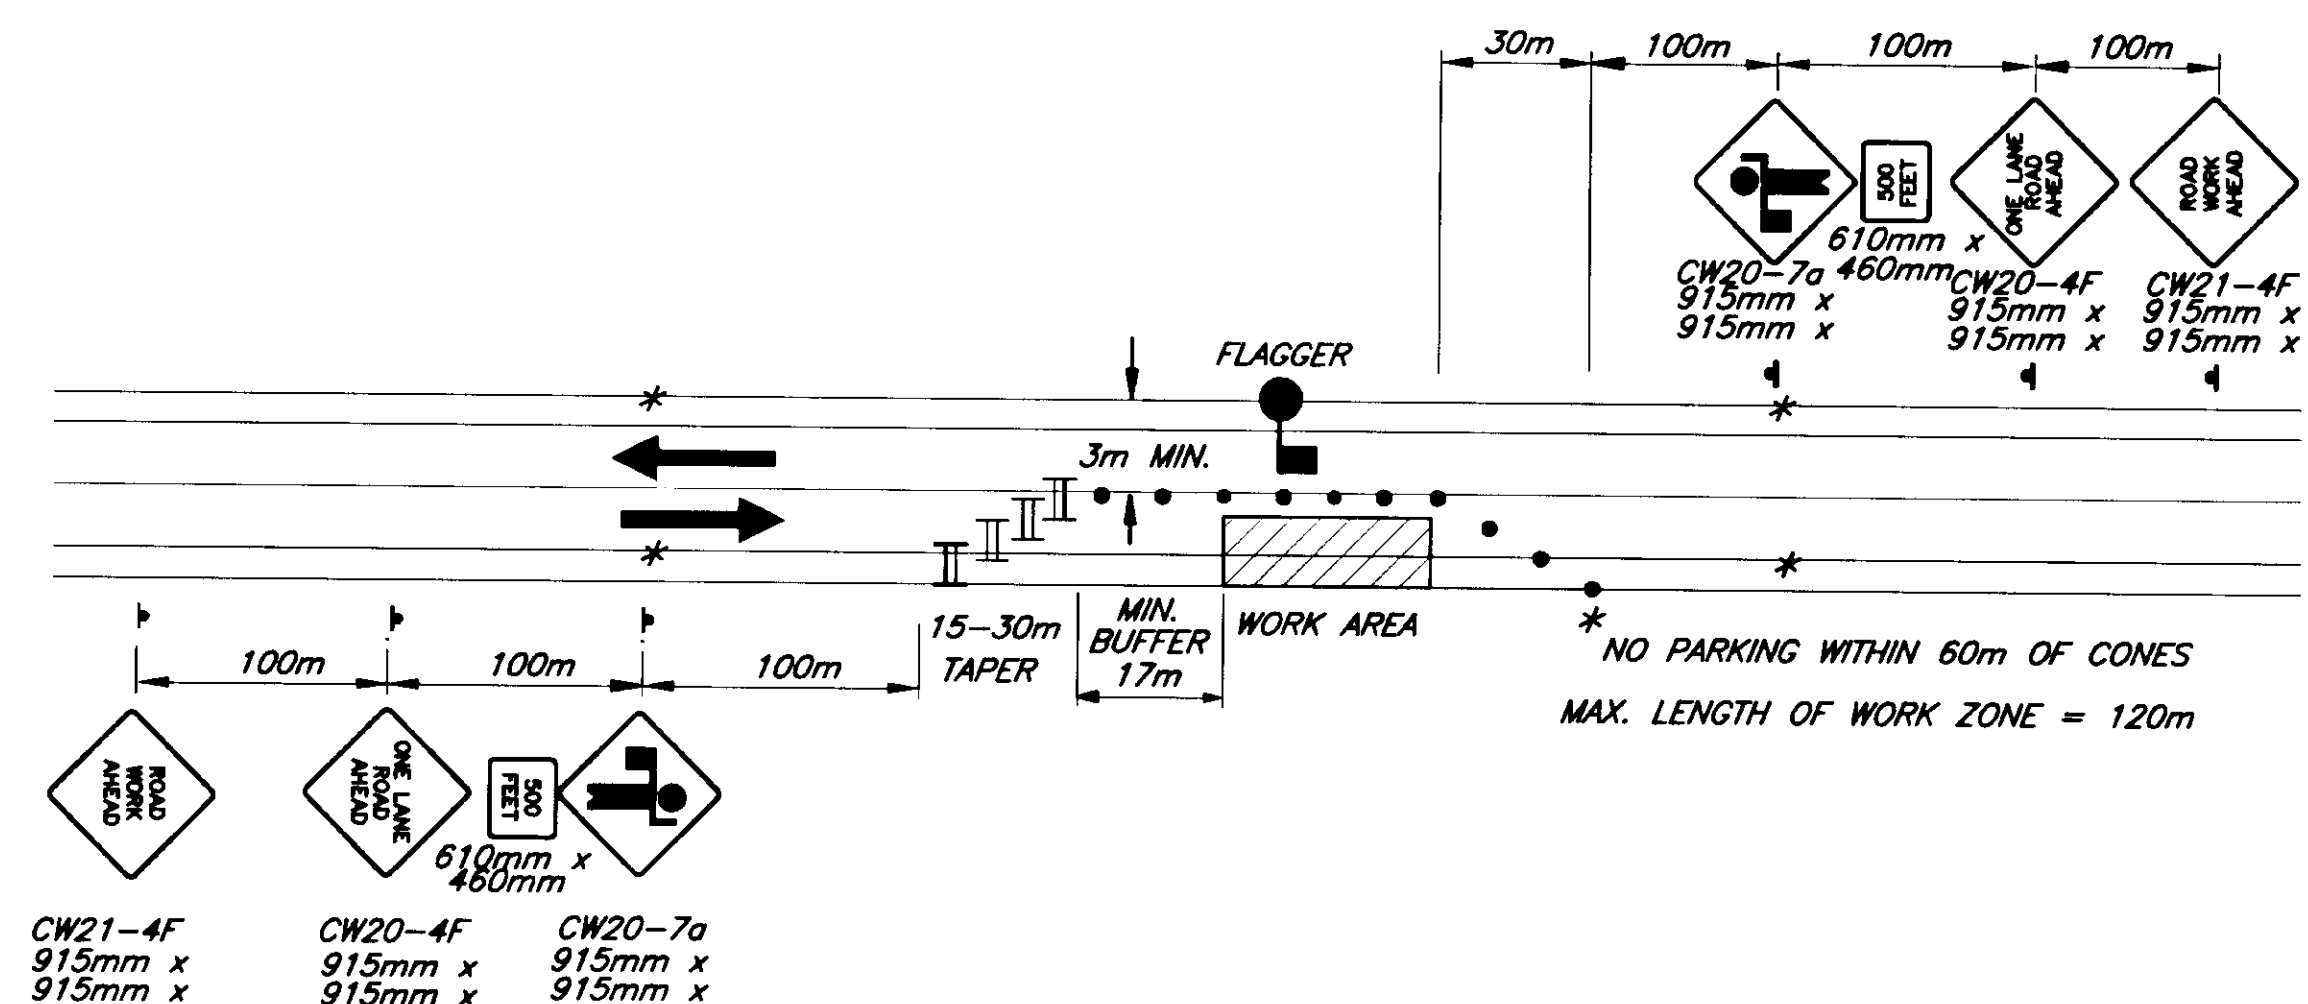 30m
100m
100m
100m
500
FEET
ONE LANE
ROAD
AHEAD
ROAD
WORK
AHEAD
610mm x
460mm
CW20-7a
915mm x
915mm x
CW20-4F
915mm x
915mm x
CW21-4F
915mm x
915mm x
FLAGGER
3m MIN.
15-30m
TAPER
MIN.
BUFFER
17m
WORK AREA
* NO PARKING WITHIN 60m OF CONES
MAX. LENGTH OF WORK ZONE = 120m
100m
100m
100m
ROAD
WORK
AHEAD
ONE LANE
ROAD
AHEAD
500
FEET
610mm x
460mm
CW21-4F
915mm x
915mm x
CW20-4F
915mm x
915mm x
CW20-7a
915mm x
915mm x